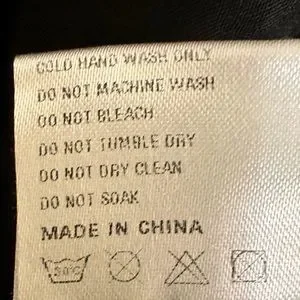 COLD HAND WASH ONLY
DO NOT MACHINE WASH
DO NOT BLEACH
DO NOT TUMBLE DRY
DO NOT DRY CLEAN
DO NOT SOAK
MADE IN CHINA
30°C